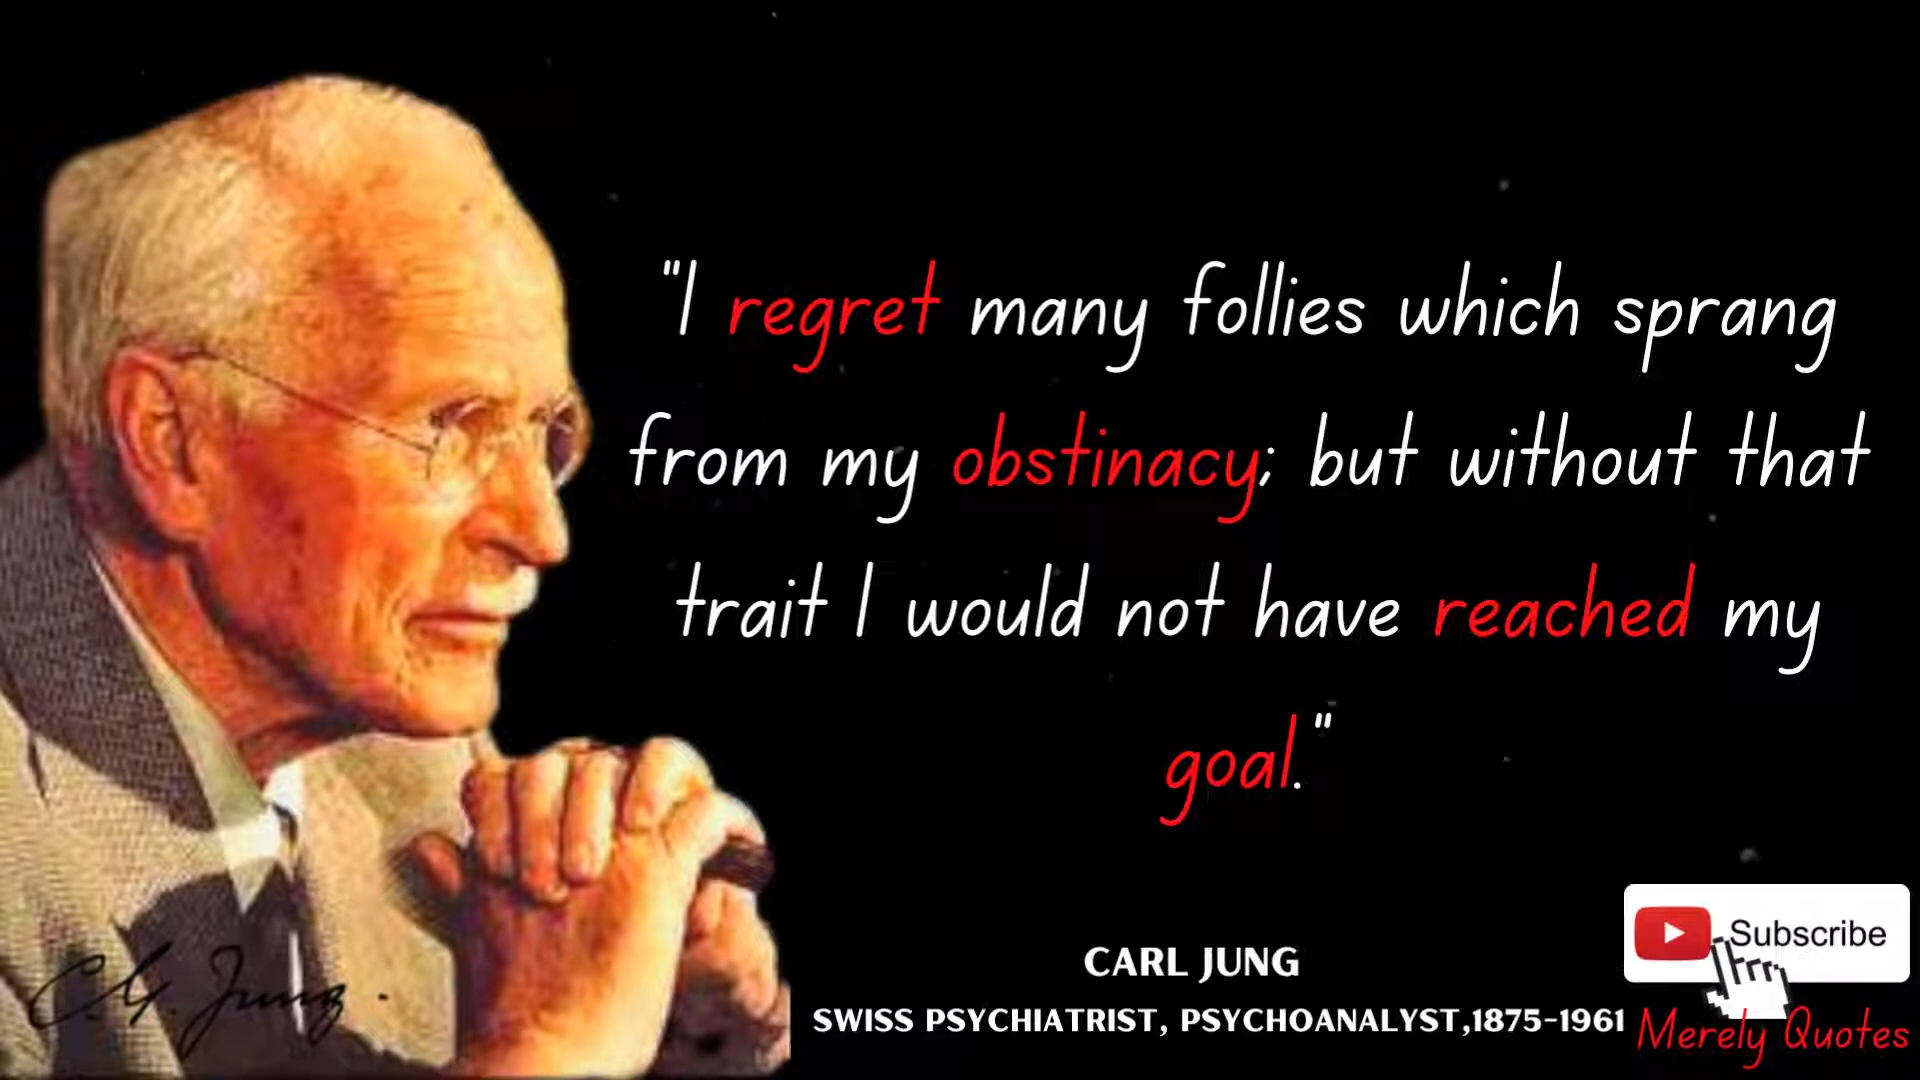 "I regret many follies which sprang
from my obstinacy; but without that
trait I would not have reached my
goal."
CARL JUNG
SWISS PSYCHIATRIST, PSYCHOANALYST,1875-1961
Subscribe
Merely Quotes
C. G. Jung.